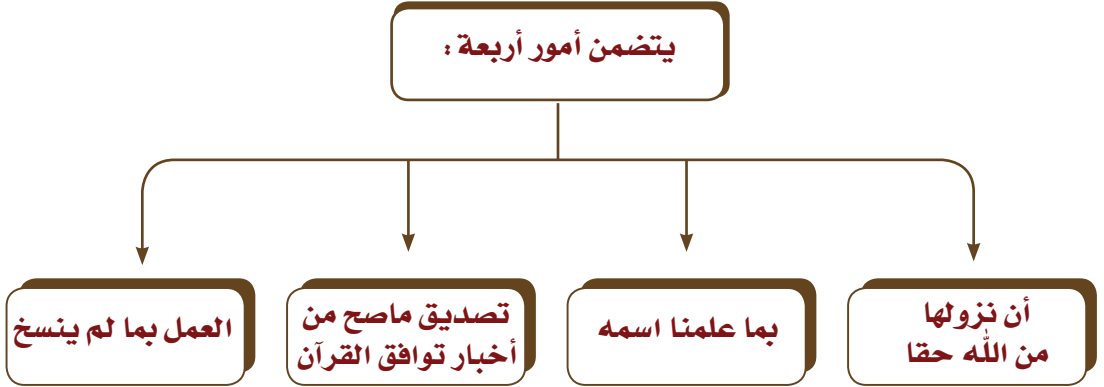 يتضمن أمور أربعة :
أن نزولها
من الله حقا
بما علمنا اسمه
تصديق ماصح من
أخبار توافق القرآن
العمل بما لم ينسخ